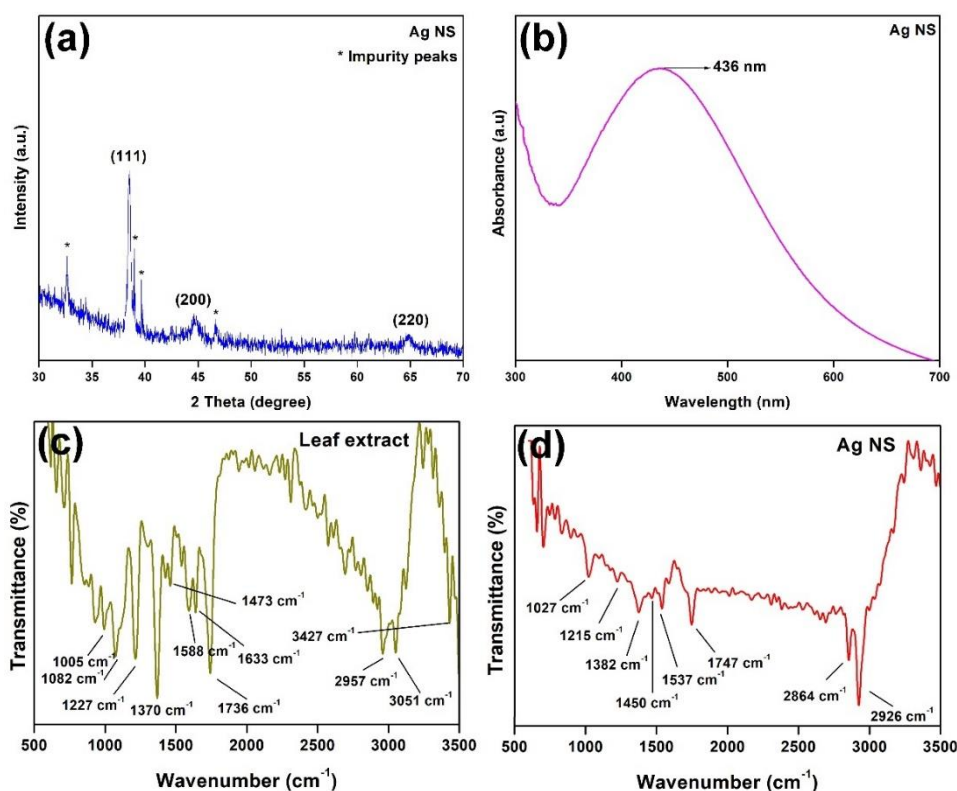 (a)
Ag NS
* Impurity peaks
(111)
*
*
*
*
(200)
(220)
Intensity (a.u.)
30 35 40 45 50 55 60 65 70
2 Theta (degree)
(b)
Ag NS
436 nm
Absorbance (a.u)
300 400 500 600 700
Wavelength (nm)
(c)
Leaf extract
Transmittance (%)
1005 cm⁻¹
1082 cm⁻¹
1227 cm⁻¹
1370 cm⁻¹
1473 cm⁻¹
1588 cm⁻¹
1633 cm⁻¹
1736 cm⁻¹
3427 cm⁻¹
2957 cm⁻¹
3051 cm⁻¹
500 1000 1500 2000 2500 3000 3500
Wavenumber (cm⁻¹)
(d)
Ag NS
Transmittance (%)
1027 cm⁻¹
1215 cm⁻¹
1382 cm⁻¹
1450 cm⁻¹
1537 cm⁻¹
1747 cm⁻¹
2864 cm⁻¹
2926 cm⁻¹
500 1000 1500 2000 2500 3000 3500
Wavenumber (cm⁻¹)